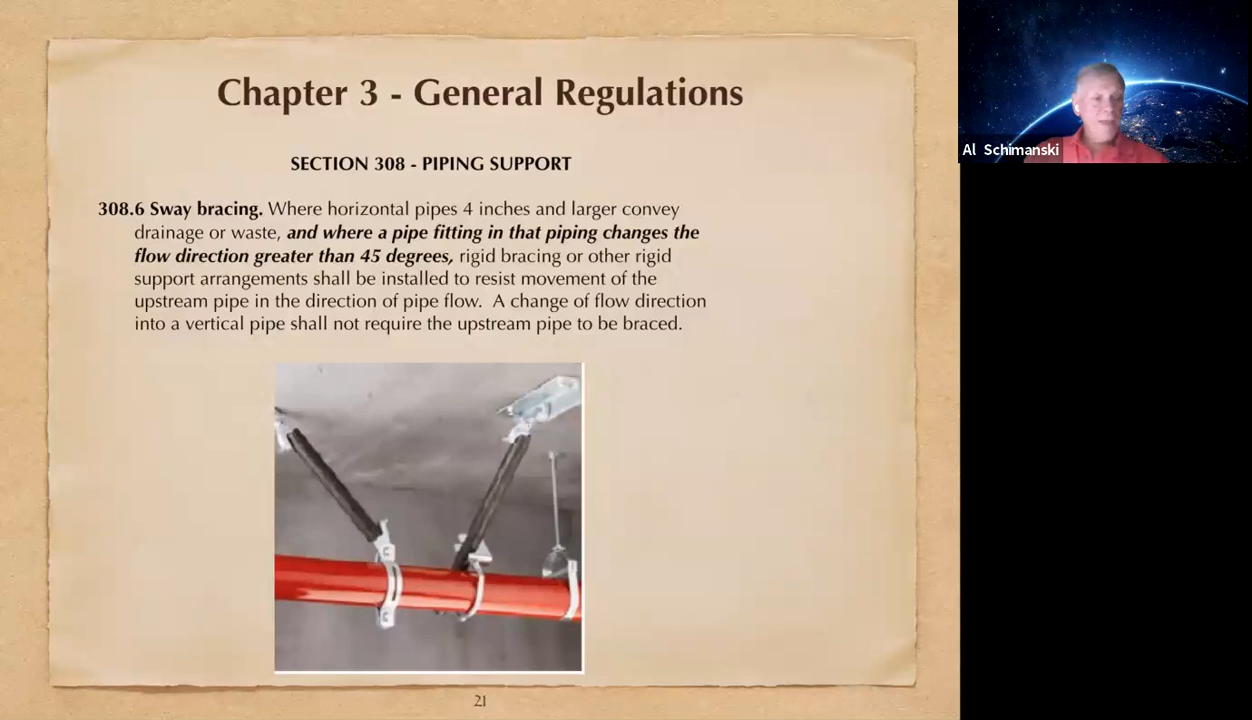 Chapter 3 - General Regulations
SECTION 308 - PIPING SUPPORT
308.6 Sway bracing. Where horizontal pipes 4 inches and larger convey
drainage or waste, and where a pipe fitting in that piping changes the
flow direction greater than 45 degrees, rigid bracing or other rigid
support arrangements shall be installed to resist movement of the
upstream pipe in the direction of pipe flow. A change of flow direction
into a vertical pipe shall not require the upstream pipe to be braced.
21
Al Schimanski